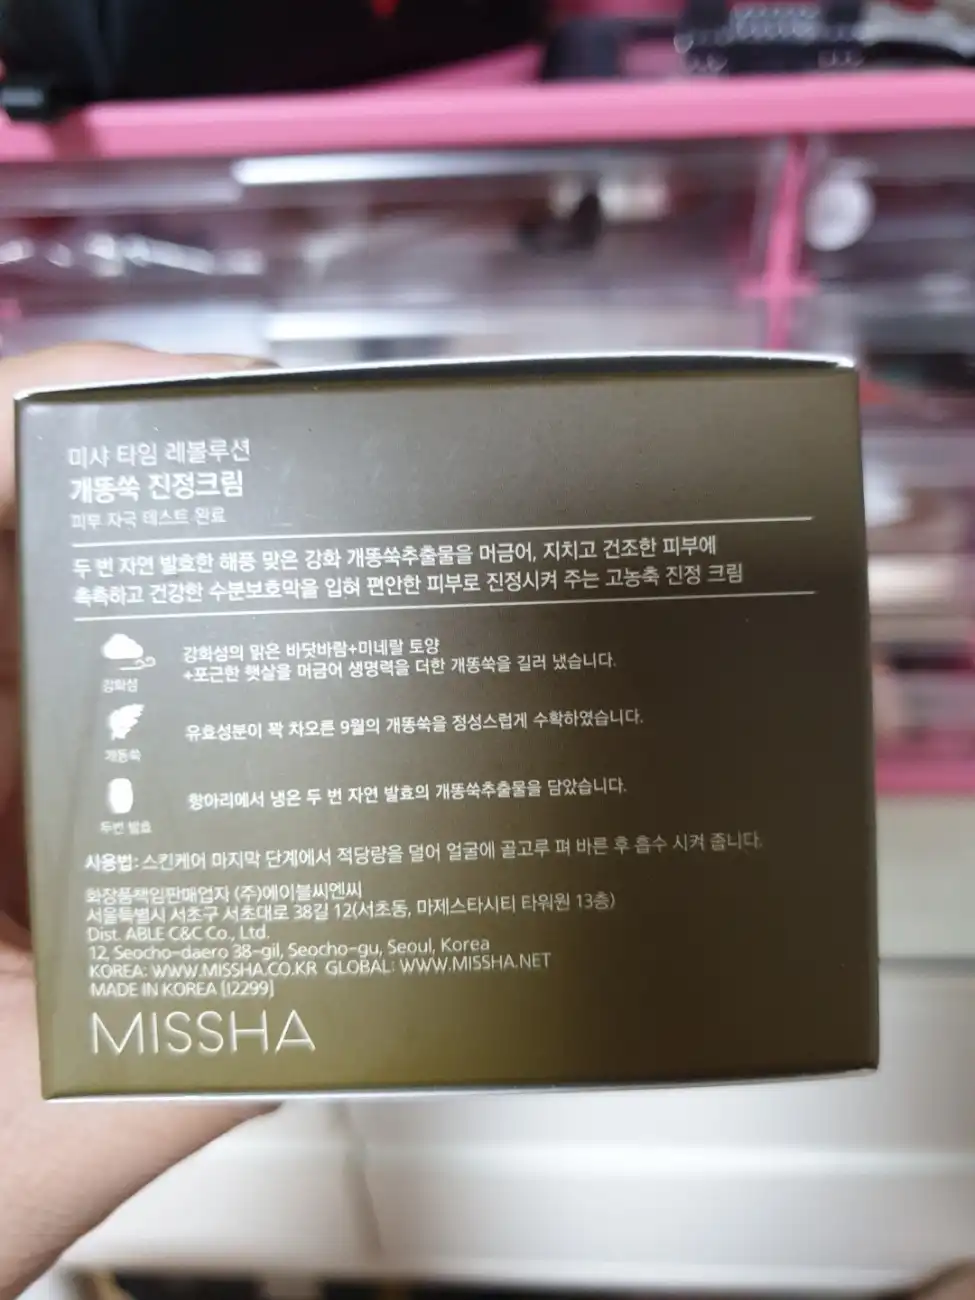 미샤 타임 레볼루션
개똥쑥 진정크림
피부 자극 테스트 완료
두 번 자연 발효한 해풍 맞은 강화 개똥쑥추출물을 머금어, 지치고 건조한 피부에
촉촉하고 건강한 수분보호막을 입혀 편안한 피부로 진정시켜 주는 고농축 진정 크림
강화섬의 맑은 바닷바람+미네랄 토양
+포근한 햇살을 머금어 생명력을 더한 개똥쑥을 길러 냈습니다.
강화섬
유효성분이 꽉 차오른 9월의 개똥쑥을 정성스럽게 수확하였습니다.
개똥쑥
항아리에서 냉온 두 번 자연 발효의 개똥쑥추출물을 담았습니다.
두번 발효
사용법: 스킨케어 마지막 단계에서 적당량을 덜어 얼굴에 골고루 펴 바른 후 흡수 시켜 줍니다.
화장품책임판매업자 (주)에이블씨엔씨
서울특별시 서초구 서초대로 38길 12(서초동, 마제스타시티 타워원 13층)
Dist. ABLE C&C Co., Ltd.
12, Seocho-daero 38-gil, Seocho-gu, Seoul, Korea
KOREA: WWW.MISSHA.CO.KR GLOBAL: WWW.MISSHA.NET
MADE IN KOREA [I2299]
MISSHA